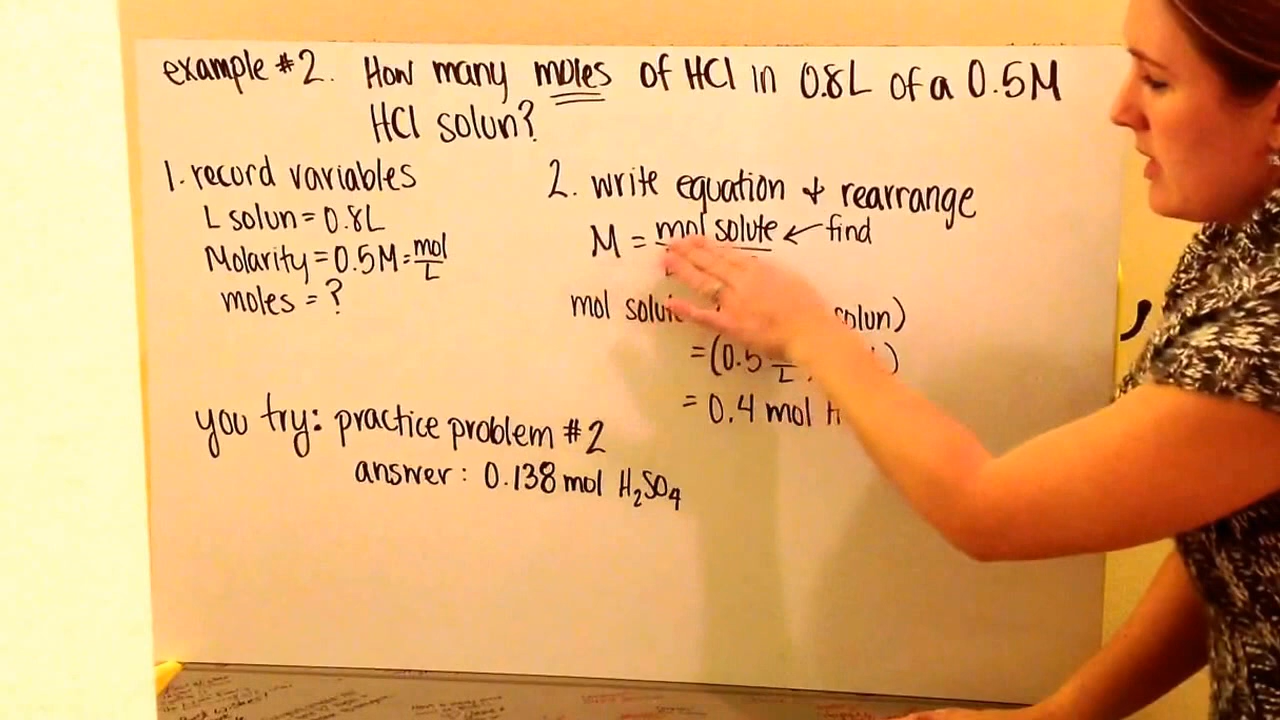 example #2. How many moles of HCl in 0.8L of a 0.5M
HCl solun?
1. record variables
L solun = 0.8L
Molarity = 0.5M = mol/L
moles = ?
2. write equation & rearrange
M = mol solute ← find
mol solute
solun)
= (0.5 /L )
= 0.4 mol
you try: practice problem #2
answer: 0.138 mol H₂SO₄